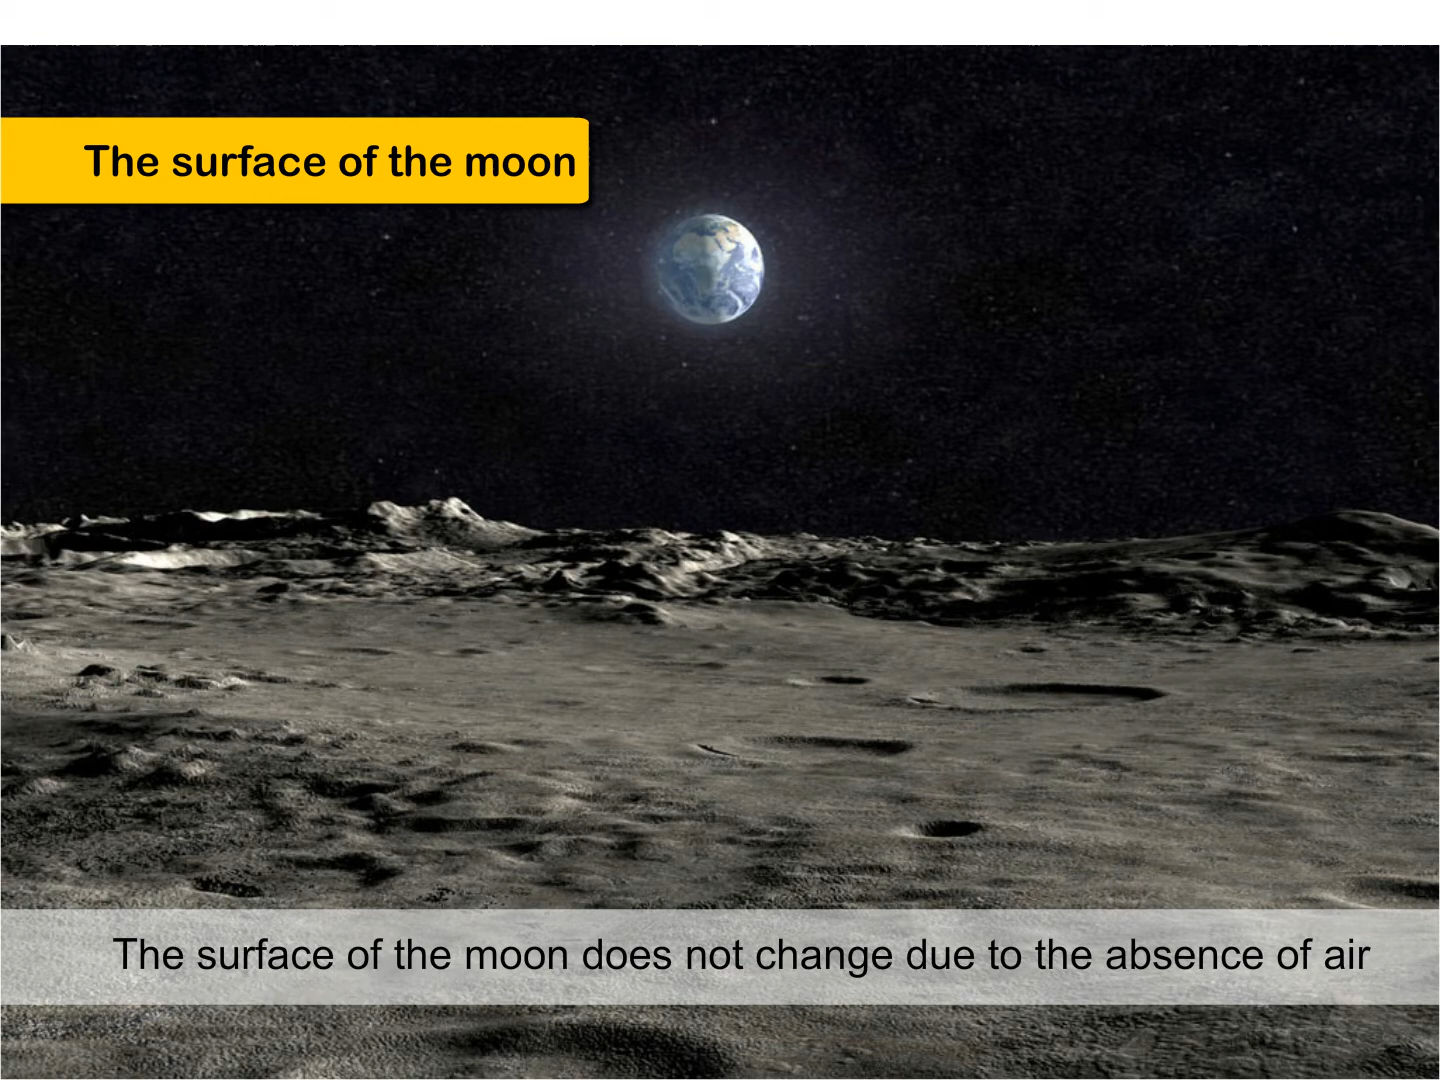 The surface of the moon
The surface of the moon does not change due to the absence of air